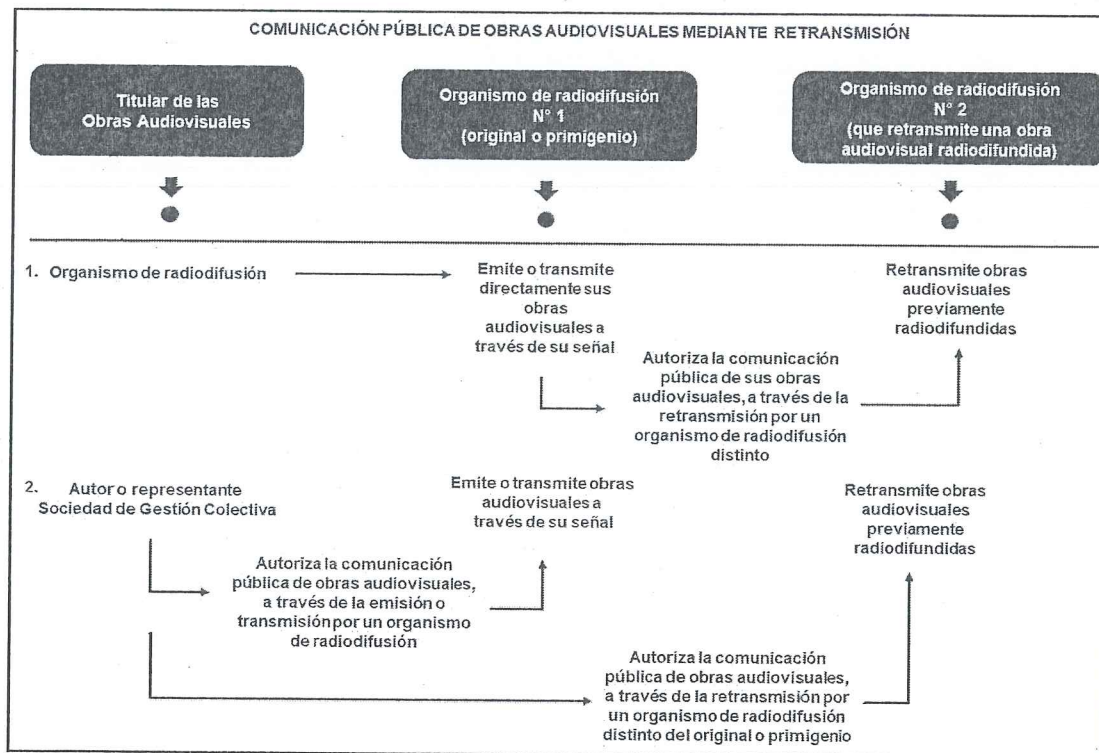 COMUNICACIÓN PÚBLICA DE OBRAS AUDIOVISUALES MEDIANTE RETRANSMISIÓN
Titular de las
Obras Audiovisuales
Organismo de radiodifusión
N° 1
(original o primigenio)
Organismo de radiodifusión
N° 2
(que retransmite una obra
audiovisual radiodifundida)
1. Organismo de radiodifusión
Emite o transmite
directamente sus
obras
audiovisuales a
través de su señal
Autoriza la comunicación
pública de sus obras
audiovisuales, a través de la
retransmisión por un
organismo de radiodifusión
distinto
Retransmite obras
audiovisuales
previamente
radiodifundidas
2. Autor o representante
Sociedad de Gestión Colectiva
Autoriza la comunicación
pública de obras audiovisuales,
a través de la emisión o
transmisión por un organismo
de radiodifusión
Emite o transmite obras
audiovisuales a
través de su señal
Autoriza la comunicación
pública de obras audiovisuales,
a través de la retransmisión por
un organismo de radiodifusión
distinto del original o primigenio
Retransmite obras
audiovisuales
previamente
radiodifundidas